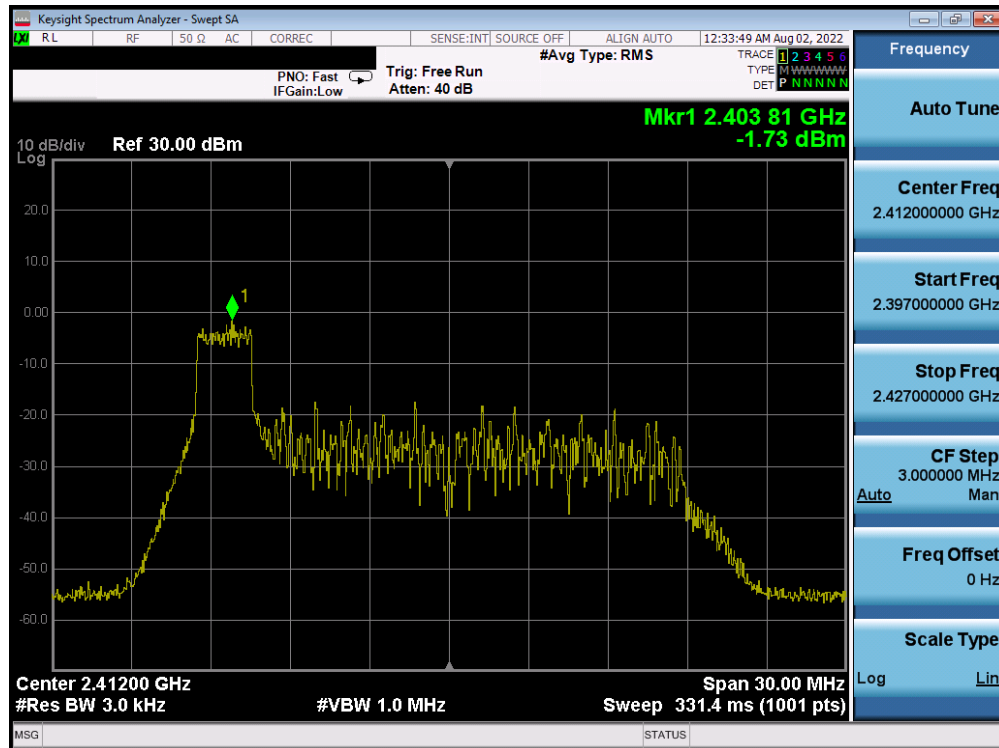 Keysight Spectrum Analyzer - Swept SA
LXI RL RF 50 Ω AC CORREC SENSE:INT SOURCE OFF ALIGN AUTO 12:33:49 AM Aug 02, 2022
#Avg Type: RMS
TRACE 1 2 3 4 5 6
TYPE M W W W W W
DET P N N N N N
PNO: Fast
IFGain:Low
Trig: Free Run
Atten: 40 dB
Mkr1 2.403 81 GHz
-1.73 dBm
10 dB/div
Log
Ref 30.00 dBm
20.0
10.0
0.00
-10.0
-20.0
-30.0
-40.0
-50.0
-60.0
1
Center 2.41200 GHz
Span 30.00 MHz
#Res BW 3.0 kHz
#VBW 1.0 MHz
Sweep 331.4 ms (1001 pts)
MSG
STATUS
Frequency
Auto Tune
Center Freq
2.412000000 GHz
Start Freq
2.397000000 GHz
Stop Freq
2.427000000 GHz
CF Step
3.000000 MHz
Auto Man
Freq Offset
0 Hz
Scale Type
Log Lin